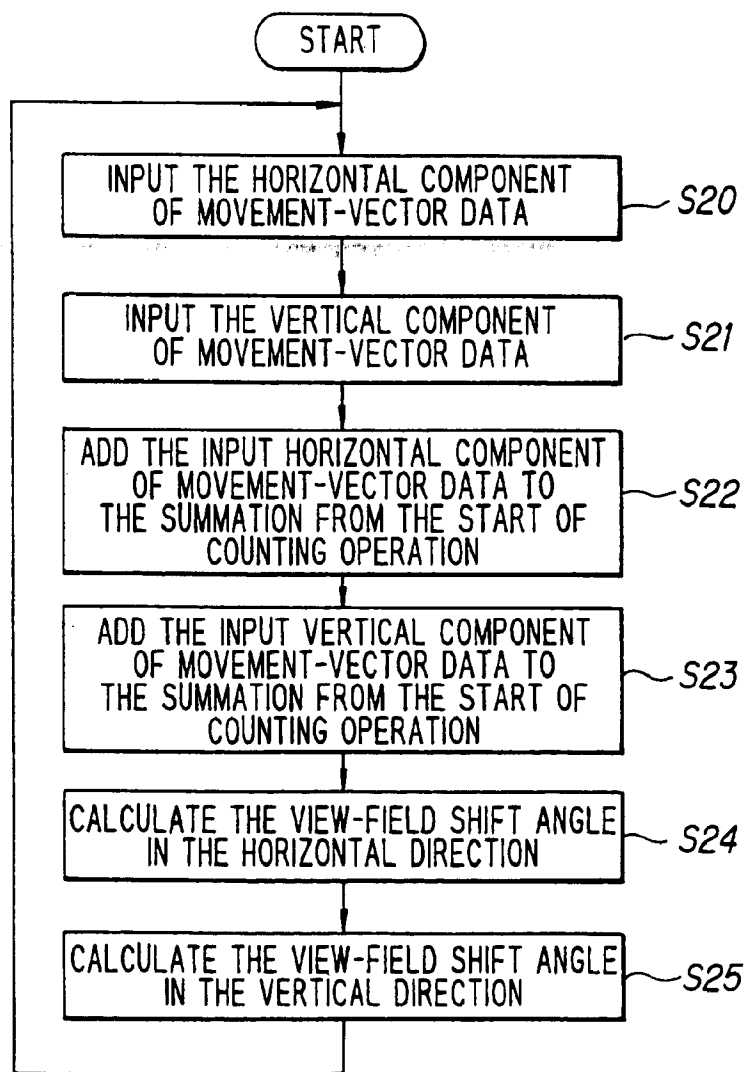 START
INPUT THE HORIZONTAL COMPONENT
OF MOVEMENT-VECTOR DATA
S20
INPUT THE VERTICAL COMPONENT
OF MOVEMENT-VECTOR DATA
S21
ADD THE INPUT HORIZONTAL COMPONENT
OF MOVEMENT-VECTOR DATA TO
THE SUMMATION FROM THE START OF
COUNTING OPERATION
S22
ADD THE INPUT VERTICAL COMPONENT
OF MOVEMENT-VECTOR DATA TO
THE SUMMATION FROM THE START OF
COUNTING OPERATION
S23
CALCULATE THE VIEW-FIELD SHIFT ANGLE
IN THE HORIZONTAL DIRECTION
S24
CALCULATE THE VIEW-FIELD SHIFT ANGLE
IN THE VERTICAL DIRECTION
S25